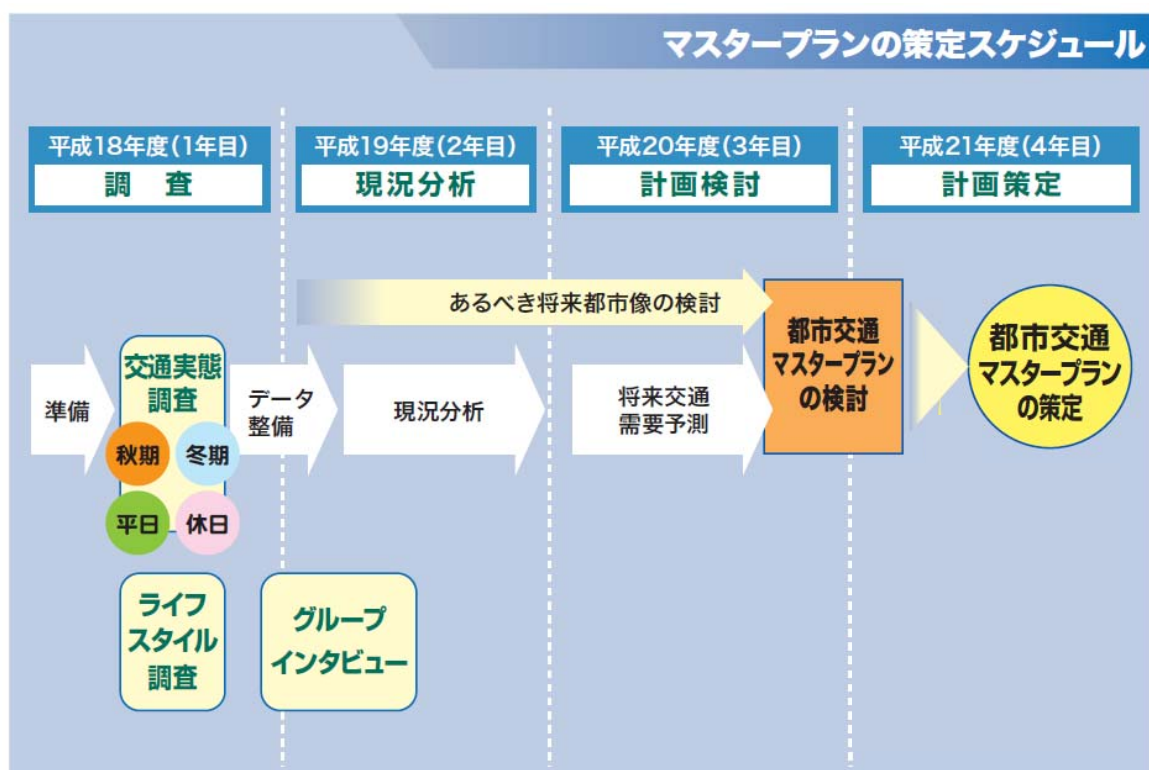 マスタープランの策定スケジュール
平成18年度(1年目)
調 査
平成19年度(2年目)
現況分析
平成20年度(3年目)
計画検討
平成21年度(4年目)
計画策定
あるべき将来都市像の検討
準備
交通実態
調査
秋期
冬期
平日
休日
データ
整備
現況分析
将来交通
需要予測
都市交通
マスタープラン
の検討
都市交通
マスタープラン
の策定
ライフ
スタイル
調査
グループ
インタビュー